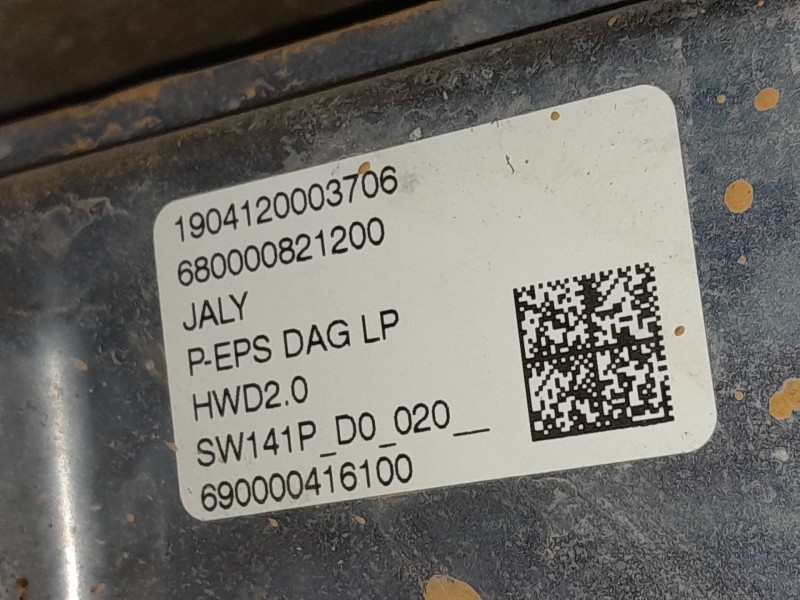 1904120003706
680000821200
JALY
P-EPS DAG LP
HWD2.0
SW141P_D0_020__
690000416100